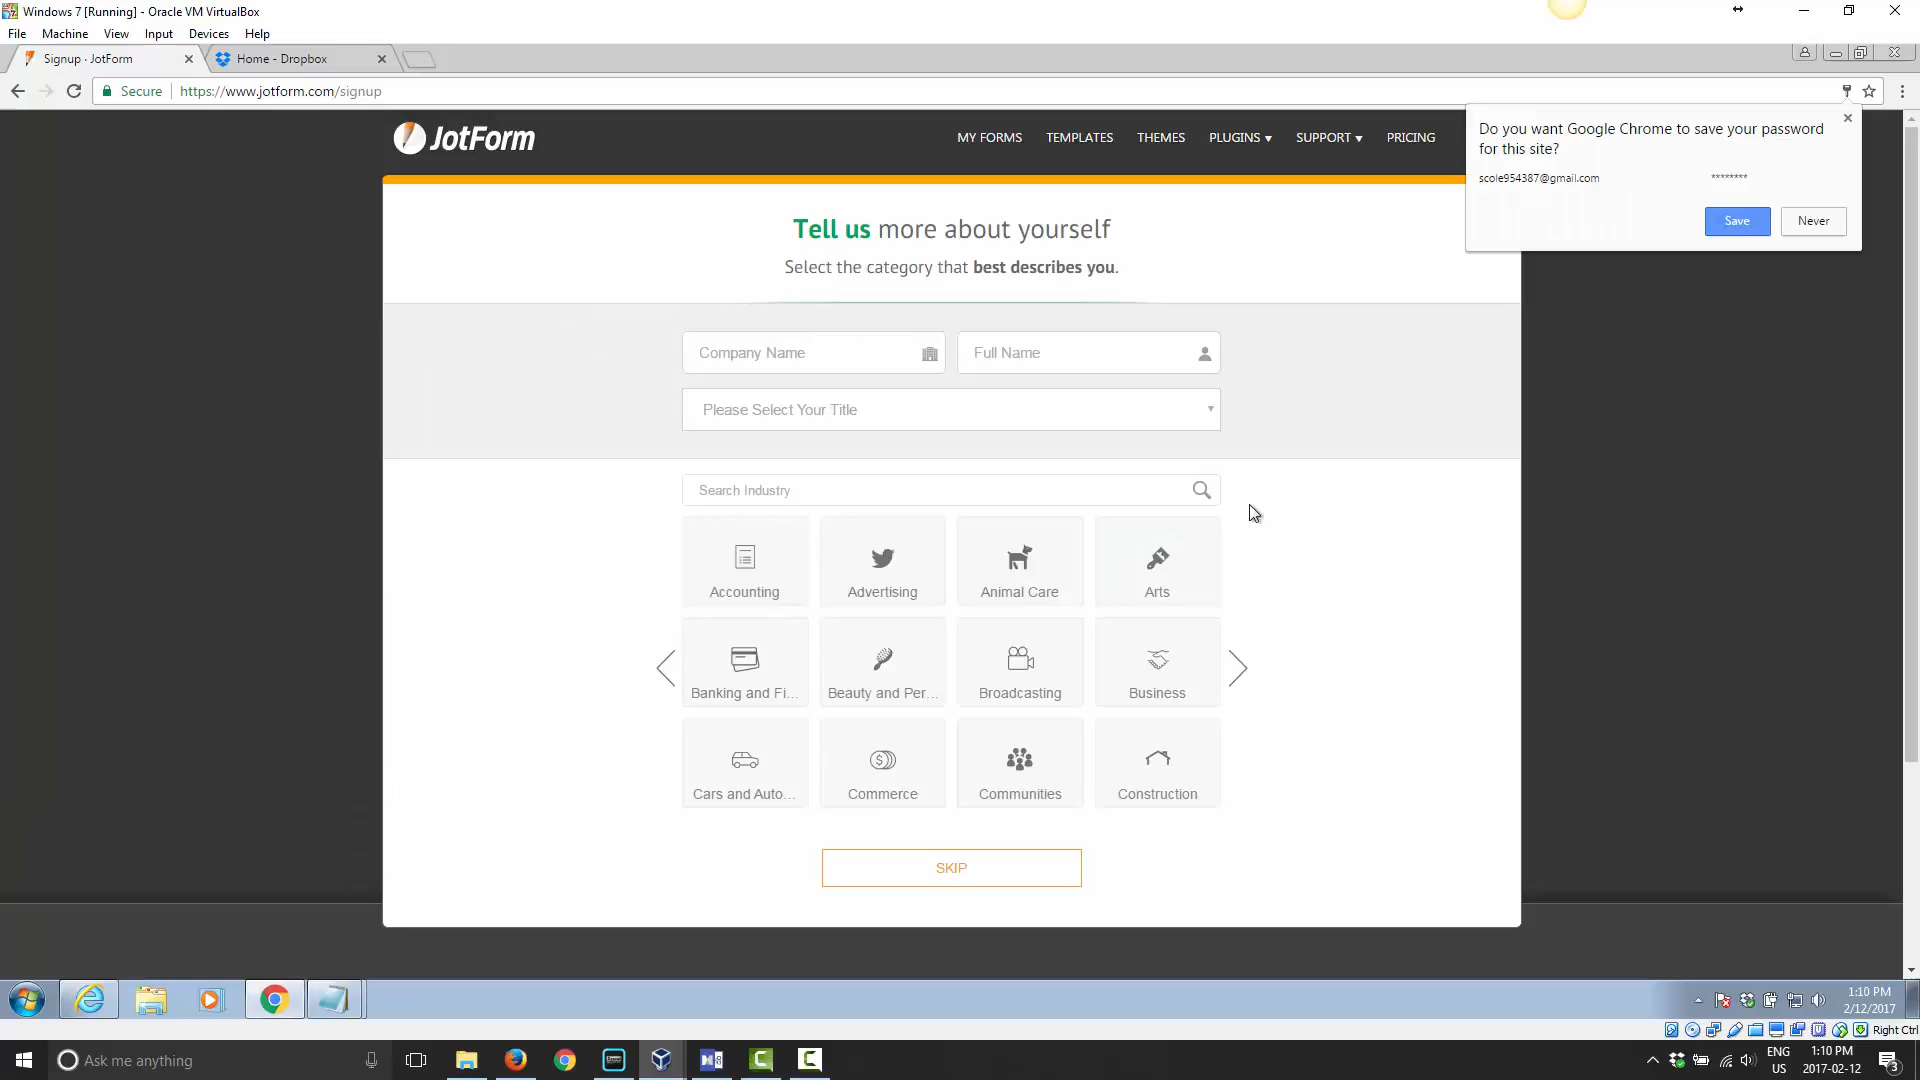 Windows 7 [Running] - Oracle VM VirtualBox
File Machine View Input Devices Help
Signup · JotForm
Home - Dropbox
Secure https://www.jotform.com/signup
JotForm
MY FORMS TEMPLATES THEMES PLUGINS SUPPORT PRICING
Do you want Google Chrome to save your password
for this site?
scole954387@gmail.com ********
Save Never
Tell us more about yourself
Select the category that best describes you.
Company Name Full Name
Please Select Your Title
Search Industry
Accounting Advertising Animal Care Arts
Banking and Fi... Beauty and Per... Broadcasting Business
Cars and Auto... Commerce Communities Construction
SKIP
1:10 PM
2/12/2017
Right Ctrl
Ask me anything
ENG
US
1:10 PM
2017-02-12
3